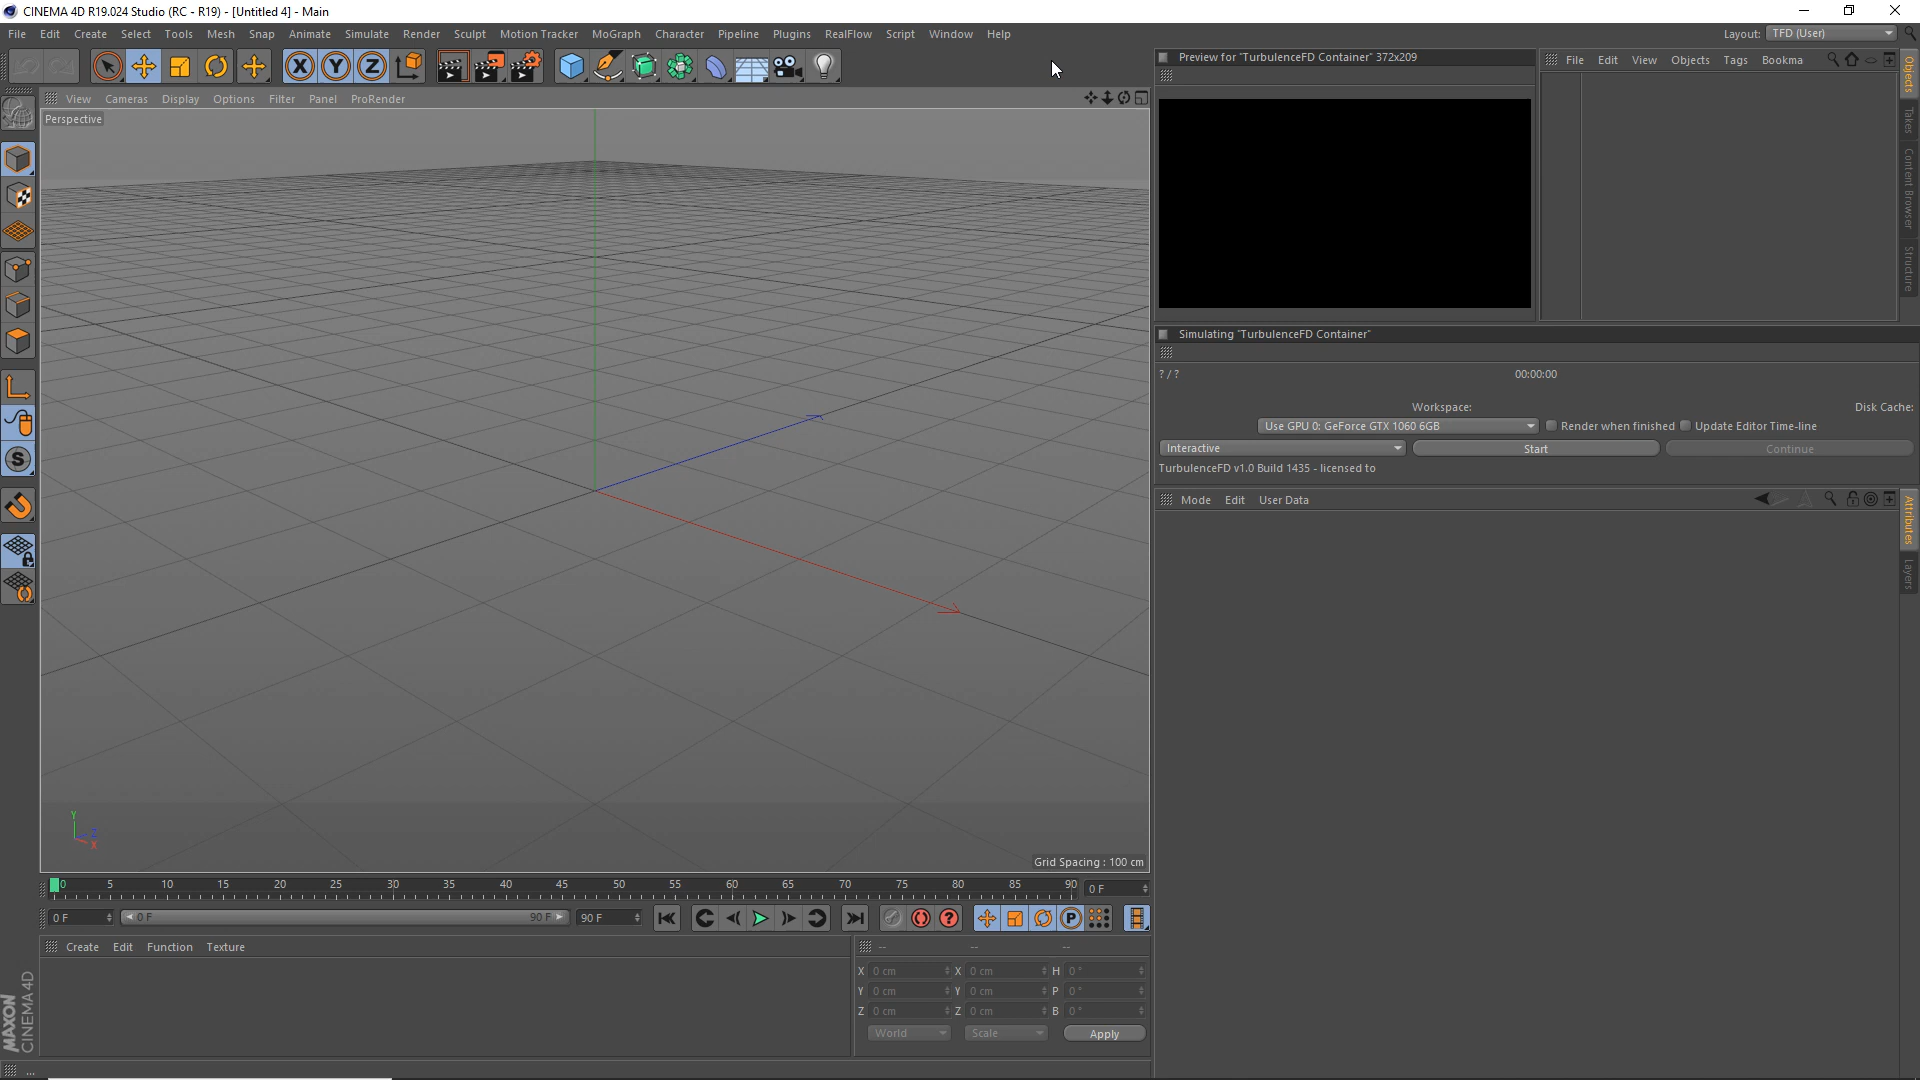 CINEMA 4D R19.024 Studio (RC - R19) - [Untitled 4] - Main
File Edit Create Select Tools Mesh Snap Animate Simulate Render Sculpt Motion Tracker MoGraph Character Pipeline Plugins RealFlow Script Window Help
Layout: TFD (User)
X Y Z
View Cameras Display Options Filter Panel ProRender
Perspective
Y
Z
X
Grid Spacing : 100 cm
Preview for "TurbulenceFD Container" 372x209
File Edit View Objects Tags Bookma
Objects
Takes
Content Browser
Structure
Simulating "TurbulenceFD Container"
? / ? 00:00:00
Workspace: Disk Cache:
Use GPU 0: GeForce GTX 1060 6GB Render when finished Update Editor Time-line
Interactive Start Continue
TurbulenceFD v1.0 Build 1435 - licensed to
Mode Edit User Data
Attributes
Layers
S
0 5 10 15 20 25 30 35 40 45 50 55 60 65 70 75 80 85 90 0 F
0 F 0 F 90 F 90 F ? P
Create Edit Function Texture
-- -- --
X 0 cm X 0 cm H 0 °
Y 0 cm Y 0 cm P 0 °
Z 0 cm Z 0 cm B 0 °
World Scale Apply
MAXON
CINEMA 4D
...